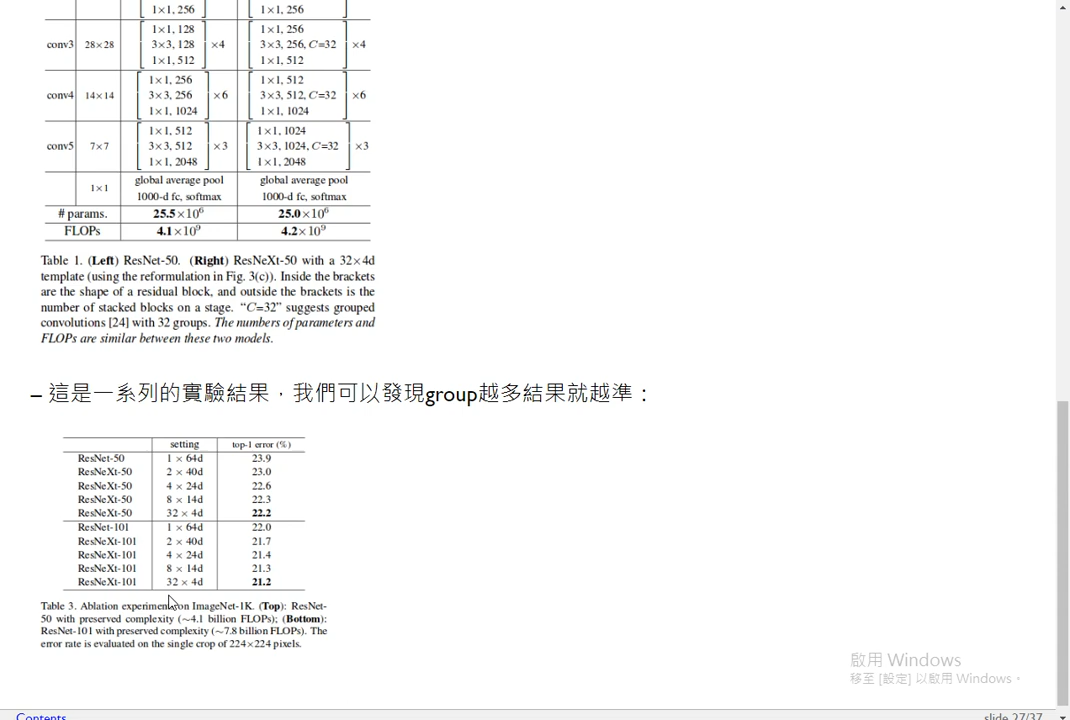 1×1, 256 1×1, 256
conv3 28×28 1×1, 128 3×3, 128 1×1, 512 ×4 1×1, 256 3×3, 256, C=32 1×1, 512 ×4
conv4 14×14 1×1, 256 3×3, 256 1×1, 1024 ×6 1×1, 512 3×3, 512, C=32 1×1, 1024 ×6
conv5 7×7 1×1, 512 3×3, 512 1×1, 2048 ×3 1×1, 1024 3×3, 1024, C=32 1×1, 2048 ×3
1×1 global average pool 1000-d fc, softmax global average pool 1000-d fc, softmax
# params. 25.5×10⁶ 25.0×10⁶
FLOPs 4.1×10⁹ 4.2×10⁹
Table 1. (Left) ResNet-50. (Right) ResNeXt-50 with a 32×4d
template (using the reformulation in Fig. 3(c)). Inside the brackets
are the shape of a residual block, and outside the brackets is the
number of stacked blocks on a stage. “C=32” suggests grouped
convolutions [24] with 32 groups. The numbers of parameters and
FLOPs are similar between these two models.
– 這是一系列的實驗結果，我們可以發現group越多結果就越準：
setting top-1 error (%)
ResNet-50 1 × 64d 23.9
ResNeXt-50 2 × 40d 23.0
ResNeXt-50 4 × 24d 22.6
ResNeXt-50 8 × 14d 22.3
ResNeXt-50 32 × 4d 22.2
ResNet-101 1 × 64d 22.0
ResNeXt-101 2 × 40d 21.7
ResNeXt-101 4 × 24d 21.4
ResNeXt-101 8 × 14d 21.3
ResNeXt-101 32 × 4d 21.2
Table 3. Ablation experiments on ImageNet-1K. (Top): ResNet-
50 with preserved complexity (∼4.1 billion FLOPs); (Bottom):
ResNet-101 with preserved complexity (∼7.8 billion FLOPs). The
error rate is evaluated on the single crop of 224×224 pixels.
啟用 Windows
移至 [設定] 以啟用 Windows。
Contents slide 27/37